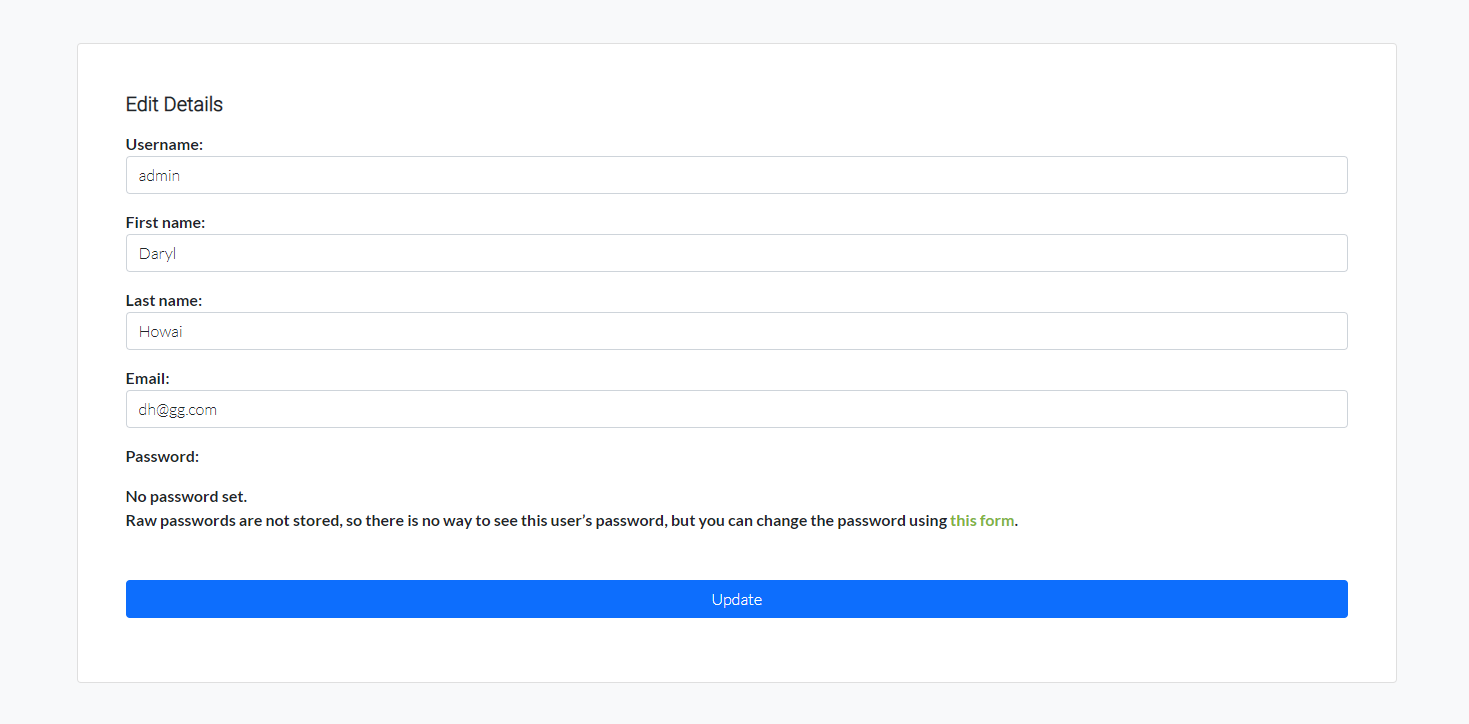 Edit Details
Username:
admin
First name:
Daryl
Last name:
Howai
Email:
dh@gg.com
Password:
No password set.
Raw passwords are not stored, so there is no way to see this user’s password, but you can change the password using this form.
Update